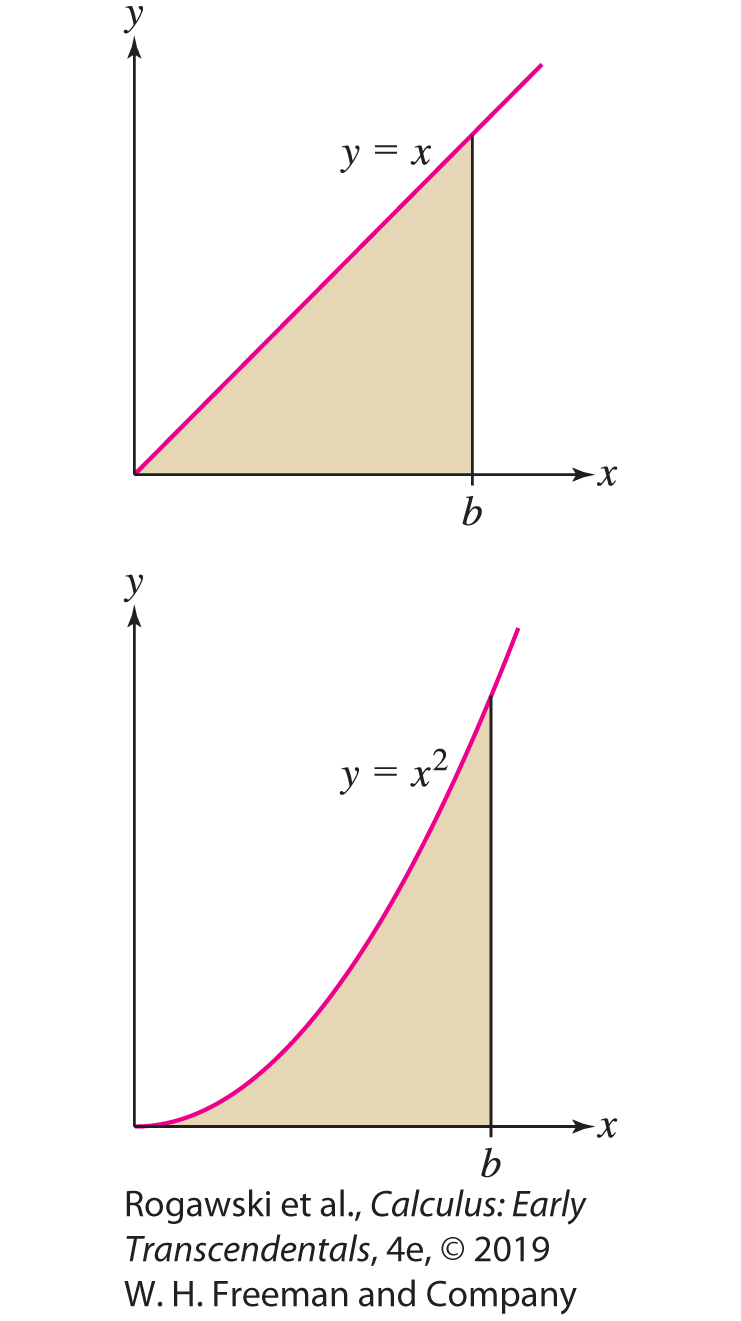 y
y = x
x
b
y
y = x²
x
b
Rogawski et al., Calculus: Early
Transcendentals, 4e, © 2019
W. H. Freeman and Company